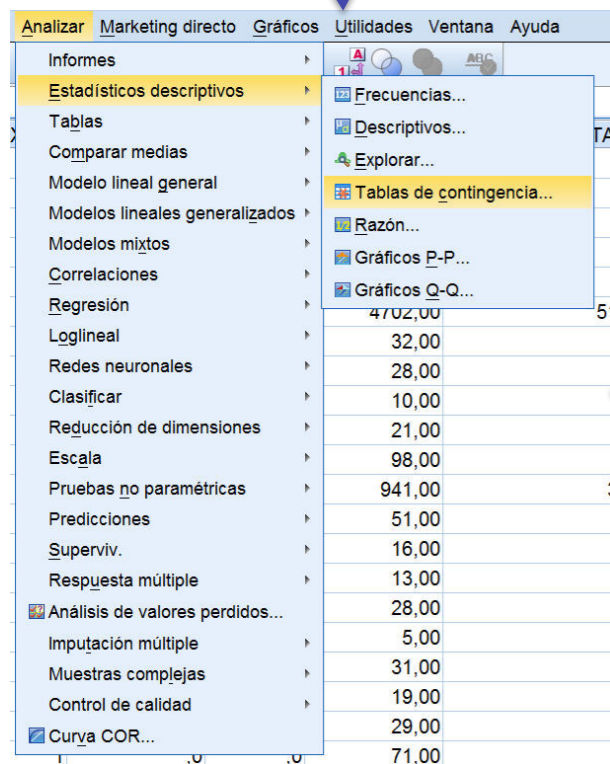 Analizar Marketing directo Gráficos Utilidades Ventana Ayuda
Informes
Estadísticos descriptivos
Tablas
Comparar medias
Modelo lineal general
Modelos lineales generalizados
Modelos mixtos
Correlaciones
Regresión
Loglineal
Redes neuronales
Clasificar
Reducción de dimensiones
Escala
Pruebas no paramétricas
Predicciones
Superviv.
Respuesta múltiple
Análisis de valores perdidos...
Imputación múltiple
Muestras complejas
Control de calidad
Curva COR...
Frecuencias...
Descriptivos...
Explorar...
Tablas de contingencia...
Razón...
Gráficos P-P...
Gráficos Q-Q...
TA
4702,00 51
32,00
28,00
10,00
21,00
98,00
941,00
51,00
16,00
13,00
28,00
5,00
31,00
19,00
29,00
71,00